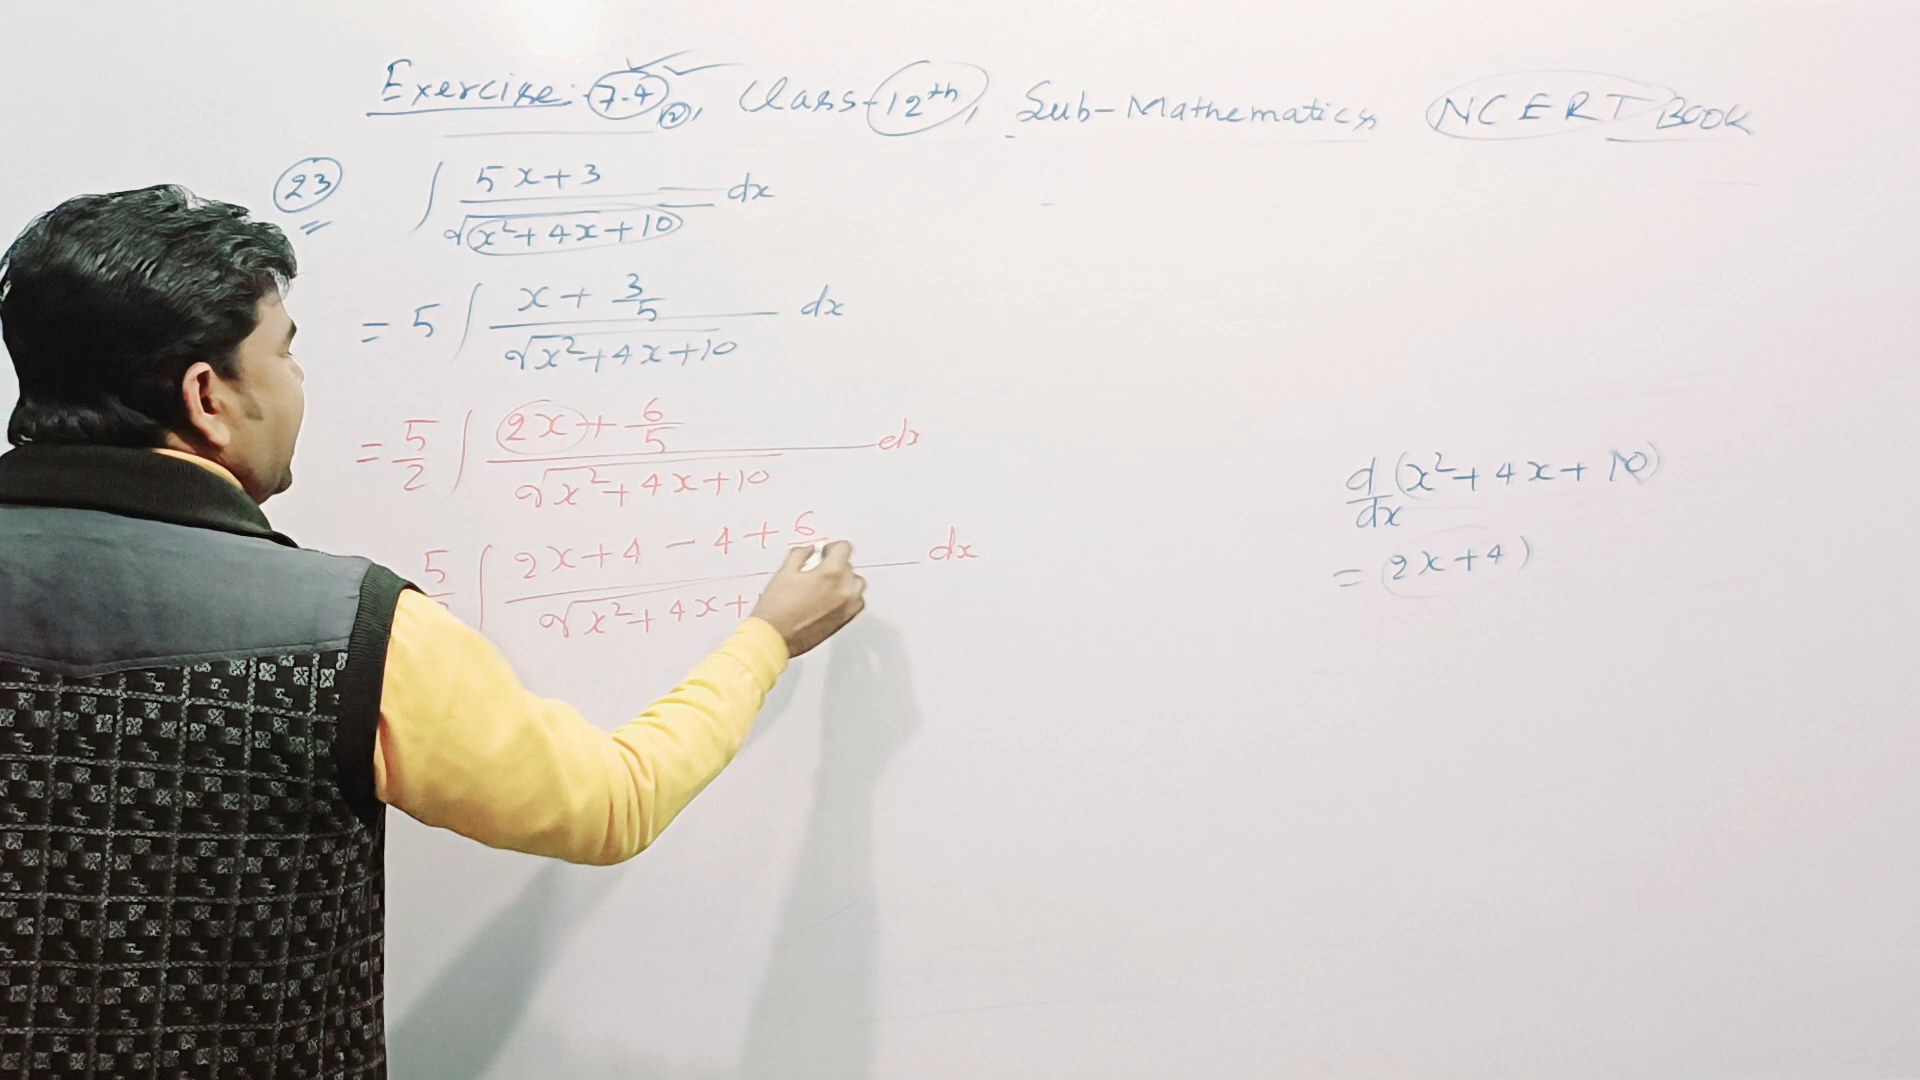 Exercise: 7.4 (2), Class-12th, Sub-Mathematics NCERT BOOK
(23) ∫ (5x+3)/√(x²+4x+10) dx
= 5 ∫ (x + 3/5)/√(x²+4x+10) dx
= 5/2 ∫ (2x + 6/5)/√(x²+4x+10) dx
5 ∫ (2x+4 - 4 + 6)/√(x²+4x+ dx
d/dx (x²+4x+10)
= (2x+4)